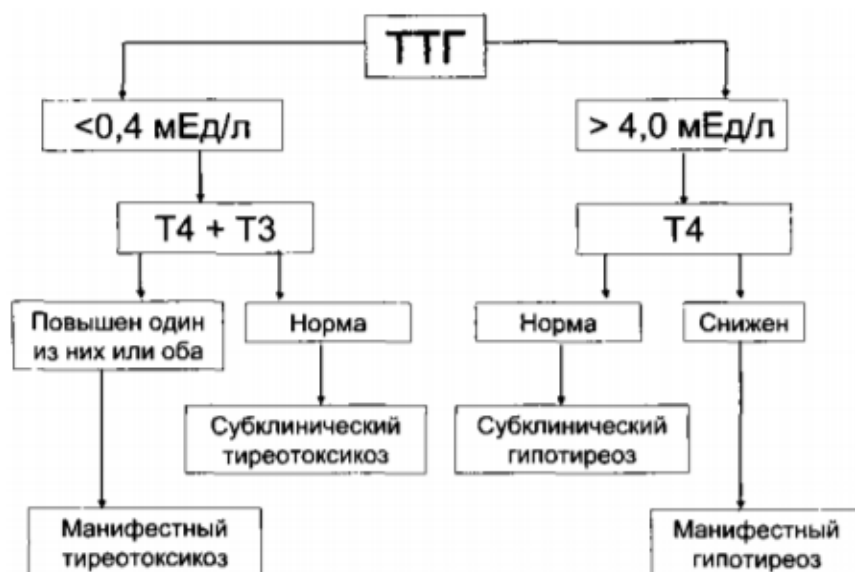 ТТГ
<0,4 мЕд/л
> 4,0 мЕд/л
Т4 + Т3
Т4
Повышен один
из них или оба
Норма
Норма
Снижен
Субклинический
тиреотоксикоз
Субклинический
гипотиреоз
Манифестный
тиреотоксикоз
Манифестный
гипотиреоз